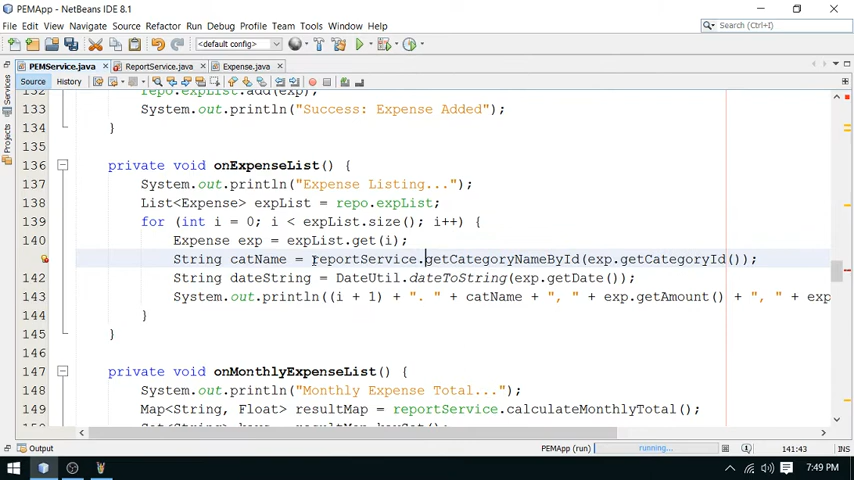 PEMApp - NetBeans IDE 8.1
File Edit View Navigate Source Refactor Run Debug Profile Team Tools Window Help
Search (Ctrl+I)
<default config>
PEMService.java ReportService.java Expense.java
Source History
132 repo.expList.add(exp);
133 System.out.println("Success: Expense Added");
134 }
136 private void onExpenseList() {
137 System.out.println("Expense Listing...");
138 List<Expense> expList = repo.expList;
139 for (int i = 0; i < expList.size(); i++) {
140 Expense exp = expList.get(i);
String catName = reportService.getCategoryNameById(exp.getCategoryId());
142 String dateString = DateUtil.dateToString(exp.getDate());
143 System.out.println((i + 1) + ". " + catName + ", " + exp.getAmount() + ", " + exp
144 }
145 }
146
147 private void onMonthlyExpenseList() {
148 System.out.println("Monthly Expense Total...");
149 Map<String, Float> resultMap = reportService.calculateMonthlyTotal();
Services
Projects
Output
PEMApp (run) running... 141:43 INS
7:49 PM